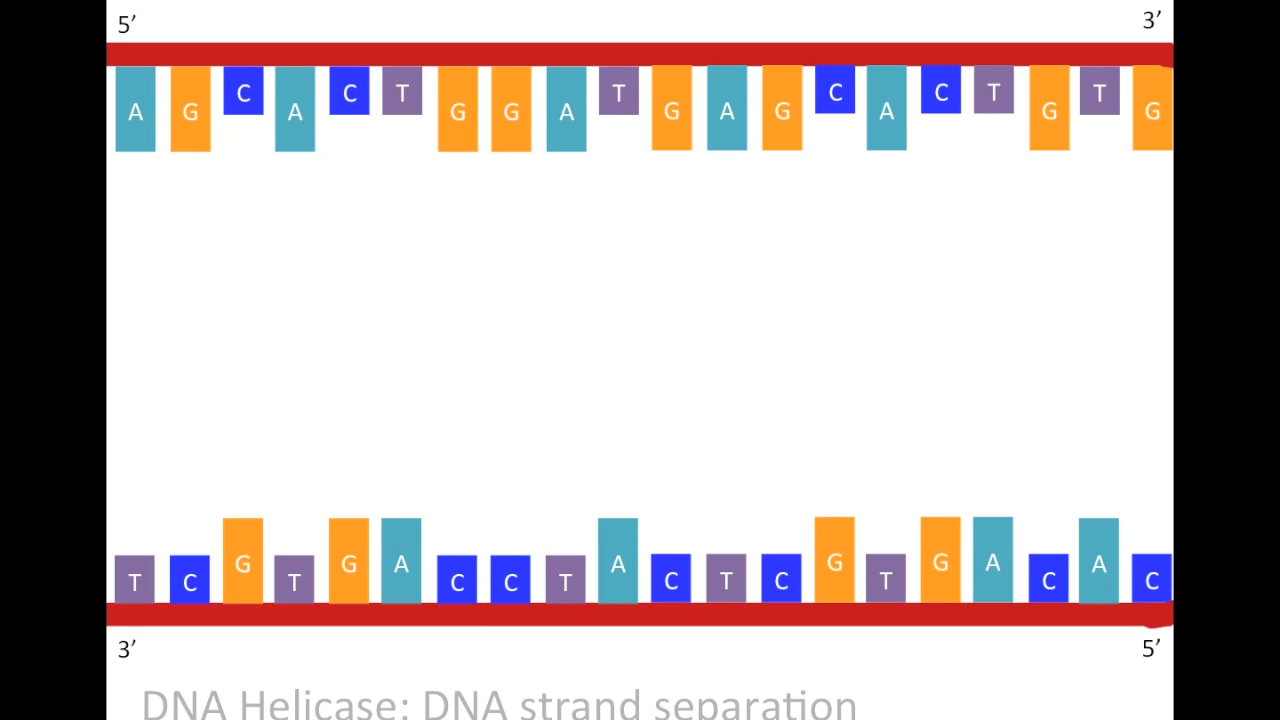 5’ 3’
A G C A C T G G A T G A G C A C T G T G
T C G T G A C C T A C T C G T G A C A C
3’ 5’
DNA Helicase: DNA strand separation